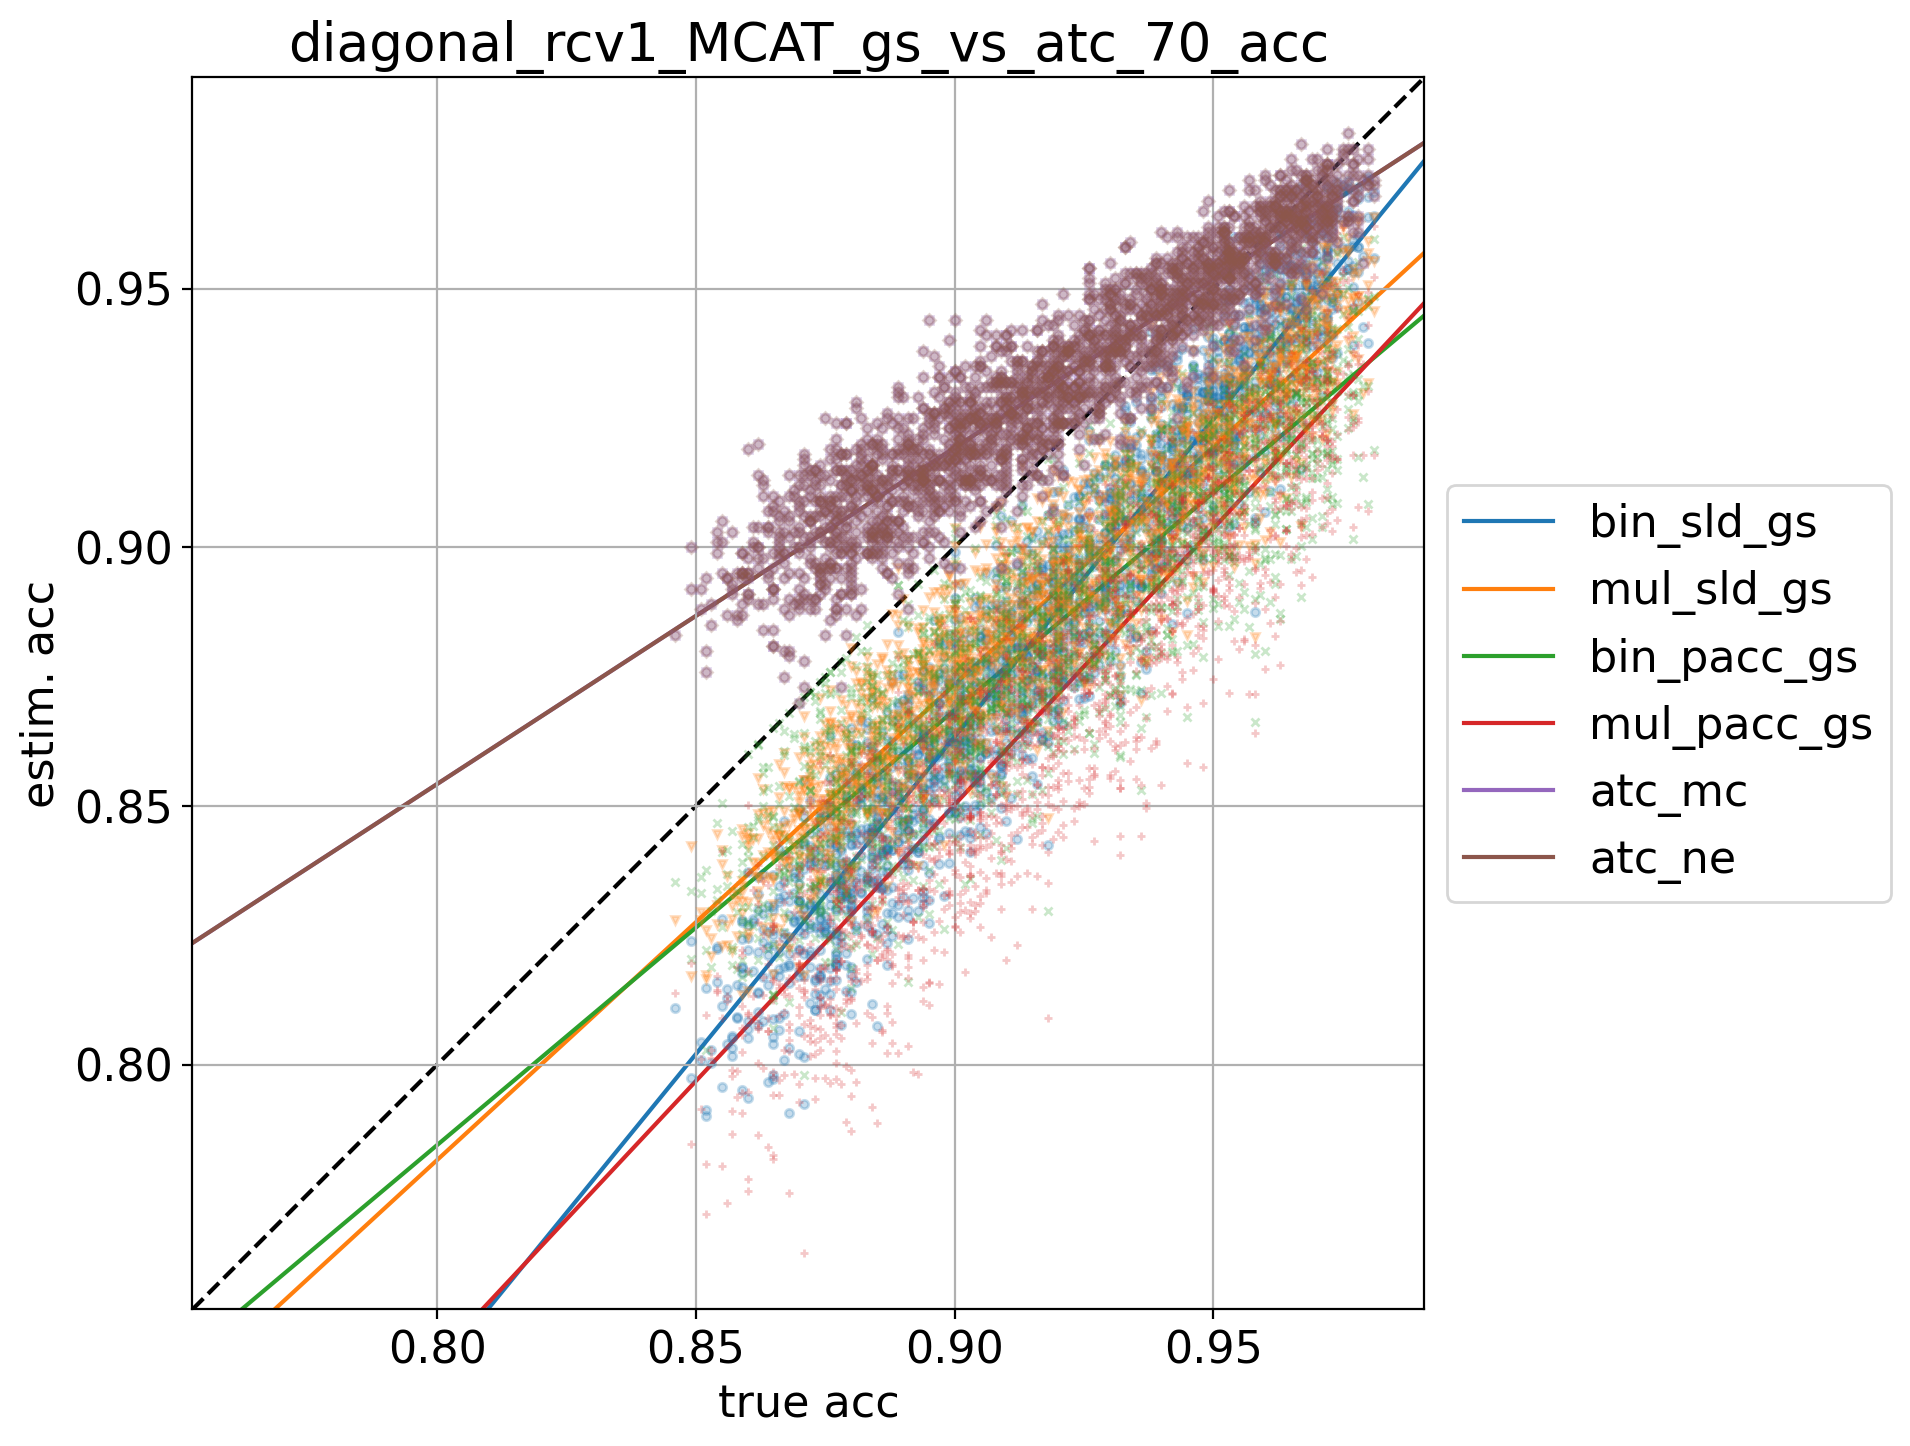 diagonal_rcv1_MCAT_gs_vs_atc_70_acc
estim. acc
0.95
0.90
0.85
0.80
0.80 0.85 0.90 0.95
true acc
bin_sld_gs
mul_sld_gs
bin_pacc_gs
mul_pacc_gs
atc_mc
atc_ne